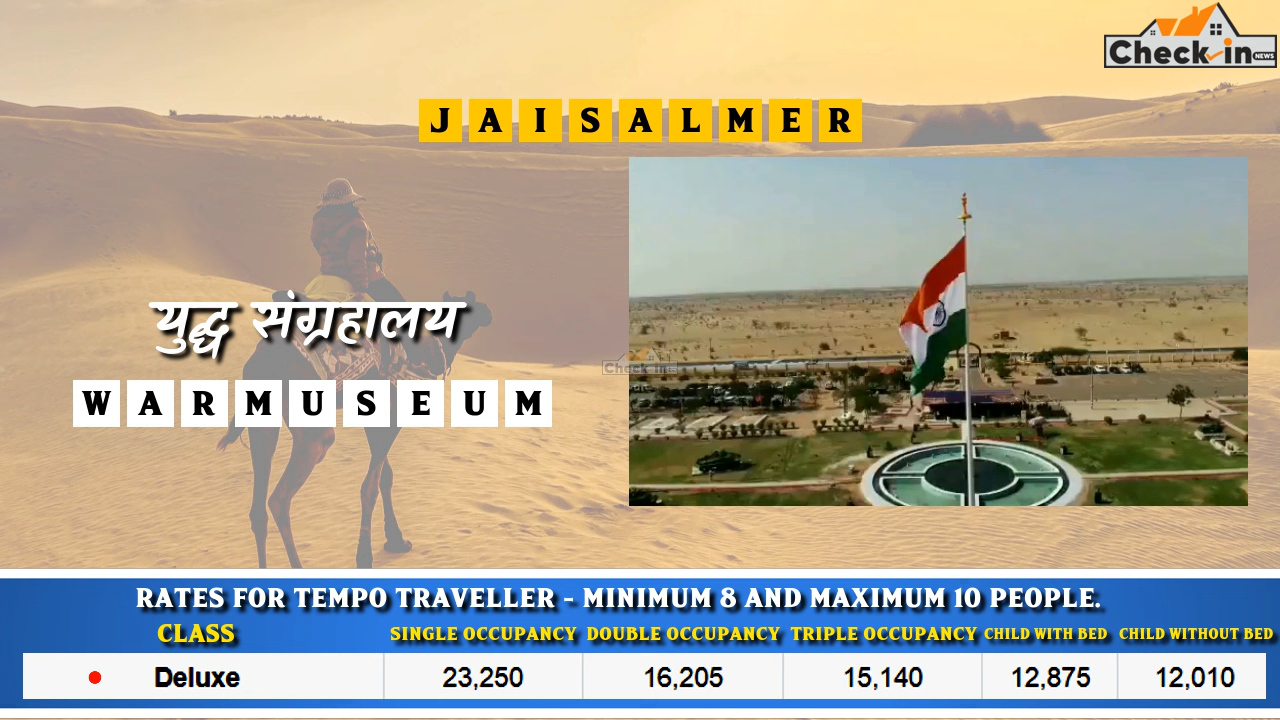 Check in NEWS
JAISALMER
युद्ध संग्रहालय
Check in
WARMUSEUM
RATES FOR TEMPO TRAVELLER - MINIMUM 8 AND MAXIMUM 10 PEOPLE.
CLASS SINGLE OCCUPANCY DOUBLE OCCUPANCY TRIPLE OCCUPANCY CHILD WITH BED CHILD WITHOUT BED
Deluxe 23,250 16,205 15,140 12,875 12,010